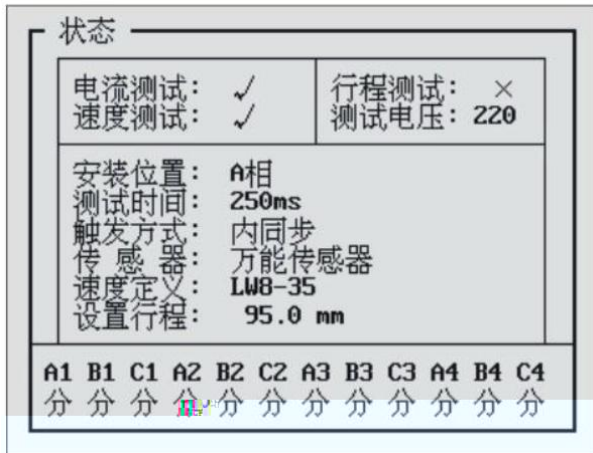 状态
电流测试: ✓ 行程测试: ×
速度测试: ✓ 测试电压: 220
安装位置: A相
测试时间: 250ms
触发方式: 内同步
传 感 器: 万能传感器
速度定义: LW8-35
设置行程: 95.0 mm
A1 B1 C1 A2 B2 C2 A3 B3 C3 A4 B4 C4
分 分 分 分 分 分 分 分 分 分 分 分